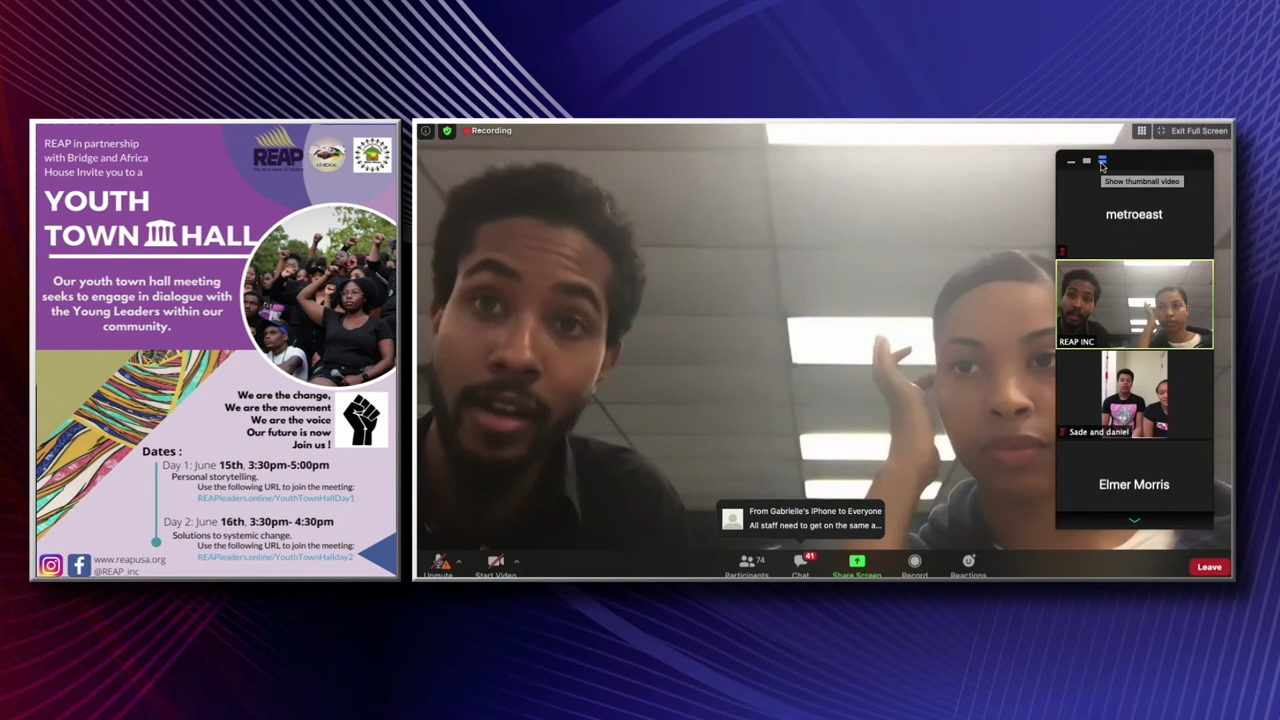 REAP in partnership
with Bridge and Africa
House Invite you to a
REAP
YOUTH
TOWN HALL
Our youth town hall meeting
seeks to engage in dialogue with
the Young Leaders within our
community.
We are the change,
We are the movement
We are the voice
Our future is now
Join us !
Dates :
Day 1: June 15th, 3:30pm-5:00pm
Personal storytelling.
Use the following URL to join the meeting:
REAPleaders.online/YouthTownHallDay1
Day 2: June 16th, 3:30pm- 4:30pm
Solutions to systemic change.
Use the following URL to join the meeting:
REAPleaders.online/YouthTownHallday2
www.reapusa.org
@REAP_inc
Recording
Exit Full Screen
Show thumbnail video
metroeast
REAP INC
Sade and daniel
Elmer Morris
From Gabrielle's iPhone to Everyone
All staff need to get on the same a...
Unmute
Start Video
74
Participants
41
Chat
Share Screen
Record
Reactions
Leave